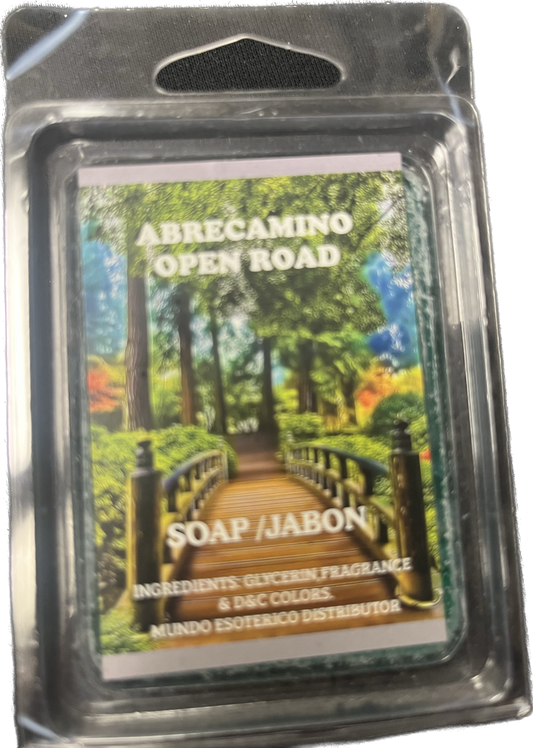 ABRECAMINO
OPEN ROAD
SOAP /JABON
INGREDIENTS: GLYCERIN,FRAGRANCE
& D&C COLORS.
MUNDO ESOTERICO DISTRIBUTOR